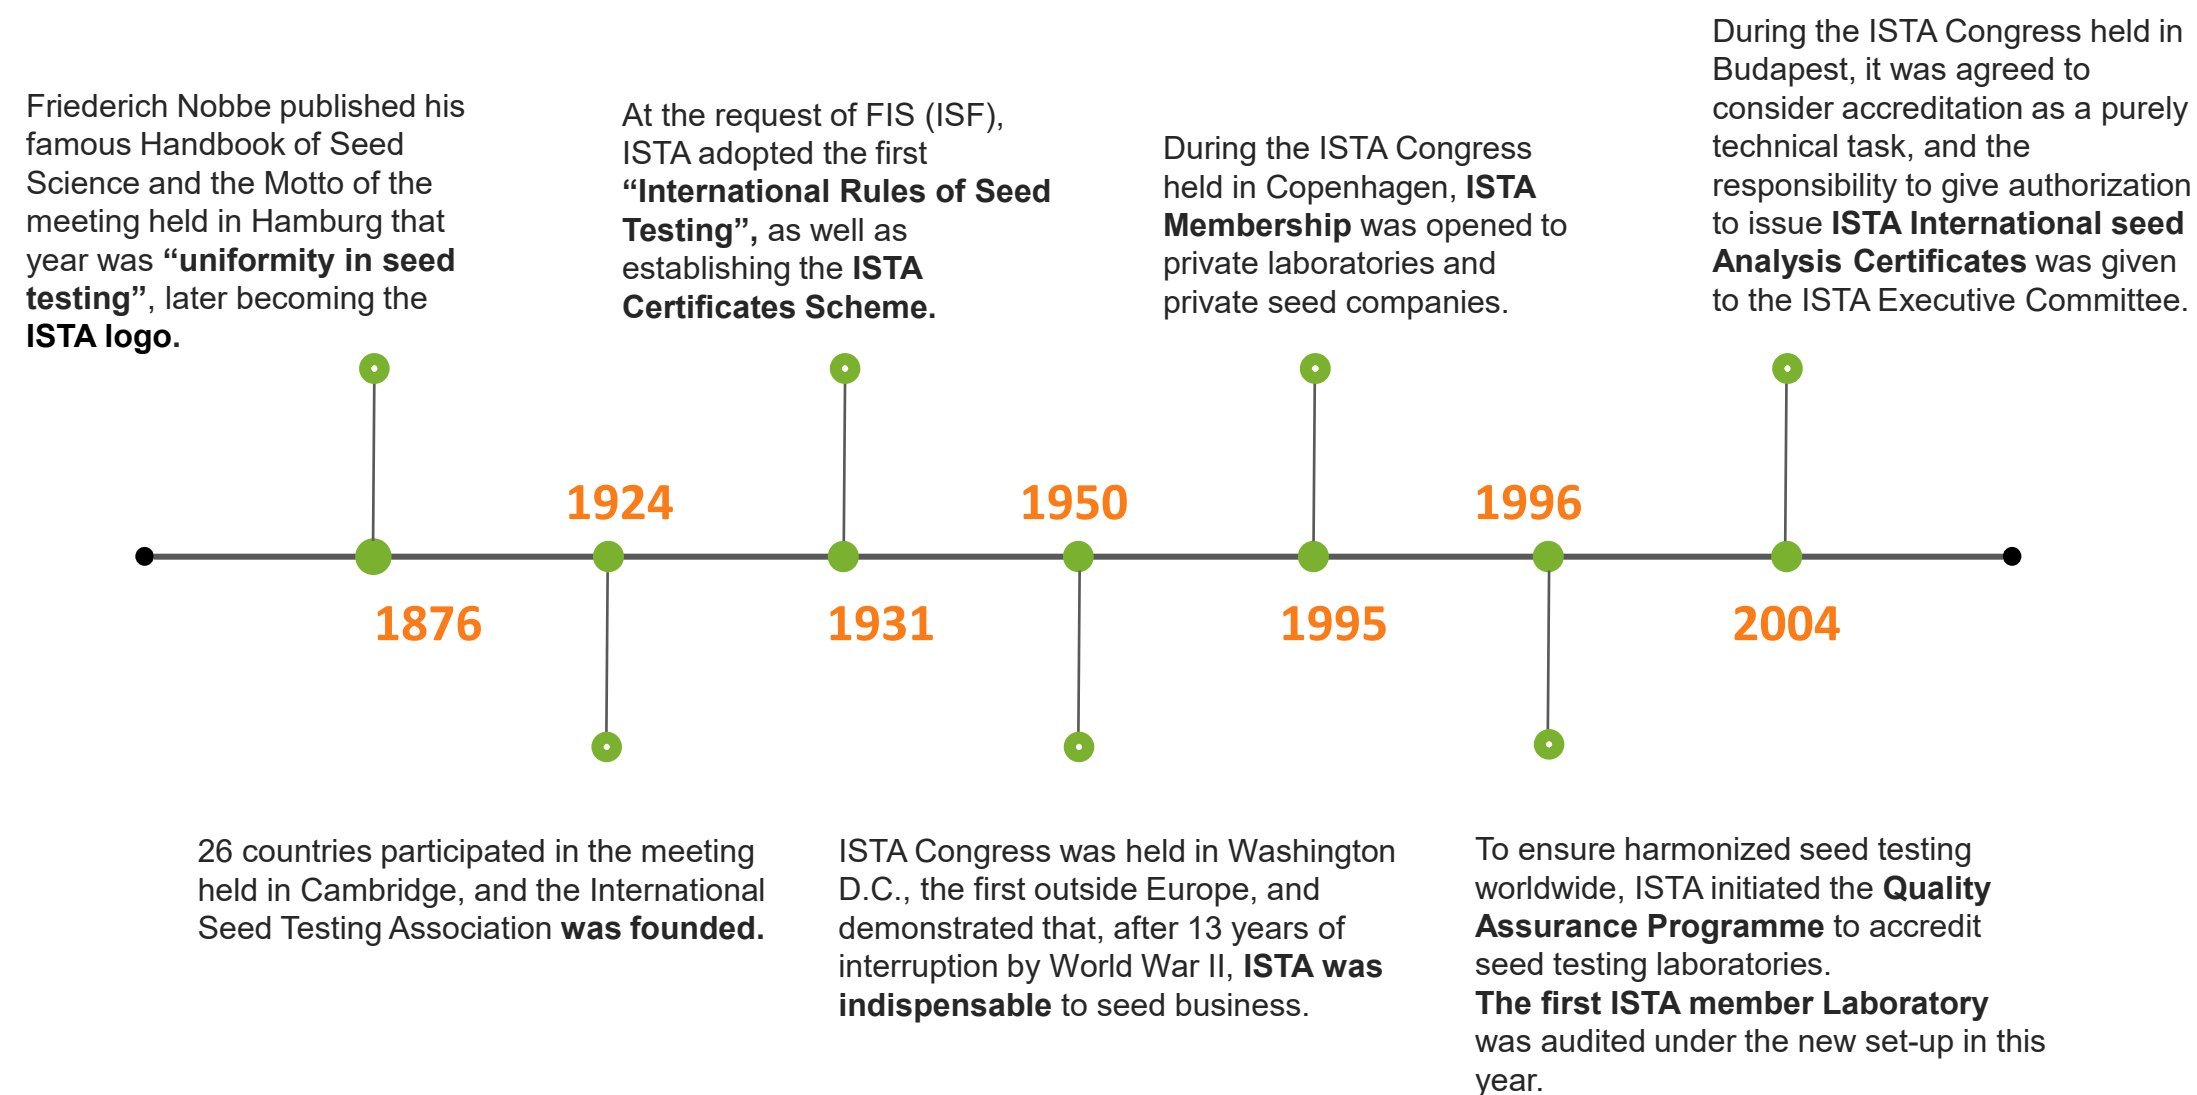 Friederich Nobbe published his
famous Handbook of Seed
Science and the Motto of the
meeting held in Hamburg that
year was “uniformity in seed
testing”, later becoming the
ISTA logo.
1876
1924
26 countries participated in the meeting
held in Cambridge, and the International
Seed Testing Association was founded.
At the request of FIS (ISF),
ISTA adopted the first
“International Rules of Seed
Testing”, as well as
establishing the ISTA
Certificates Scheme.
1931
1950
ISTA Congress was held in Washington
D.C., the first outside Europe, and
demonstrated that, after 13 years of
interruption by World War II, ISTA was
indispensable to seed business.
During the ISTA Congress
held in Copenhagen, ISTA
Membership was opened to
private laboratories and
private seed companies.
1995
1996
To ensure harmonized seed testing
worldwide, ISTA initiated the Quality
Assurance Programme to accredit
seed testing laboratories.
The first ISTA member Laboratory
was audited under the new set-up in this
year.
During the ISTA Congress held in
Budapest, it was agreed to
consider accreditation as a purely
technical task, and the
responsibility to give authorization
to issue ISTA International seed
Analysis Certificates was given
to the ISTA Executive Committee.
2004